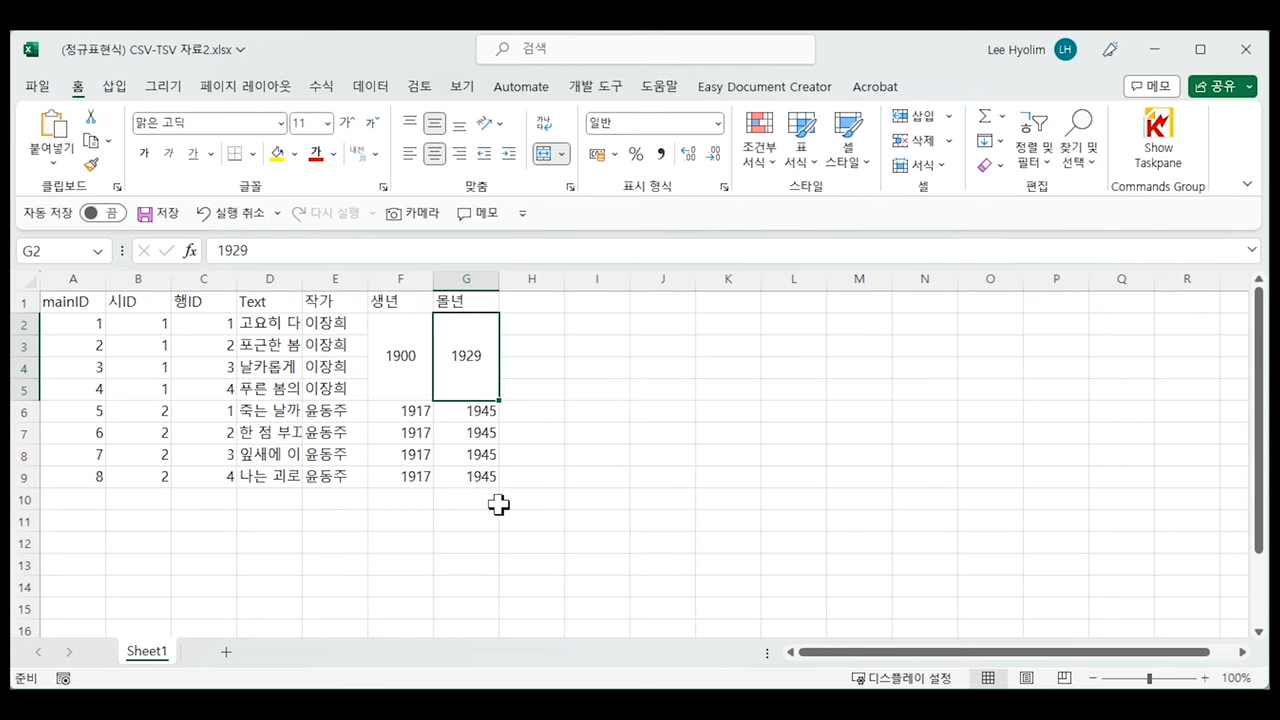 (정규표현식) CSV-TSV 자료2.xlsx
검색
Lee Hyolim LH
파일 홈 삽입 그리기 페이지 레이아웃 수식 데이터 검토 보기 Automate 개발 도구 도움말 Easy Document Creator Acrobat 메모 공유
붙여넣기
맑은 고딕 11
가 가 가 가
일반
조건부 서식
표 서식
셀 스타일
삽입
삭제
서식
정렬 및 필터
찾기 및 선택
Show Taskpane
클립보드 글꼴 맞춤 표시 형식 스타일 셀 편집 Commands Group
자동 저장 끔 저장 실행 취소 다시 실행 카메라 메모
G2 fx 1929
A B C D E F G H I J K L M N O P Q R
1 mainID 시ID 행ID Text 작가 생년 몰년
2 1 1 1 고요히 다 이장희
3 2 1 2 포근한 봄 이장희 1900 1929
4 3 1 3 날카롭게 이장희
5 4 1 4 푸른 봄의 이장희
6 5 2 1 죽는 날까 윤동주 1917 1945
7 6 2 2 한 점 부끄 윤동주 1917 1945
8 7 2 3 잎새에 이 윤동주 1917 1945
9 8 2 4 나는 괴로 윤동주 1917 1945
10
11
12
13
14
15
16
Sheet1
준비 디스플레이 설정 100%